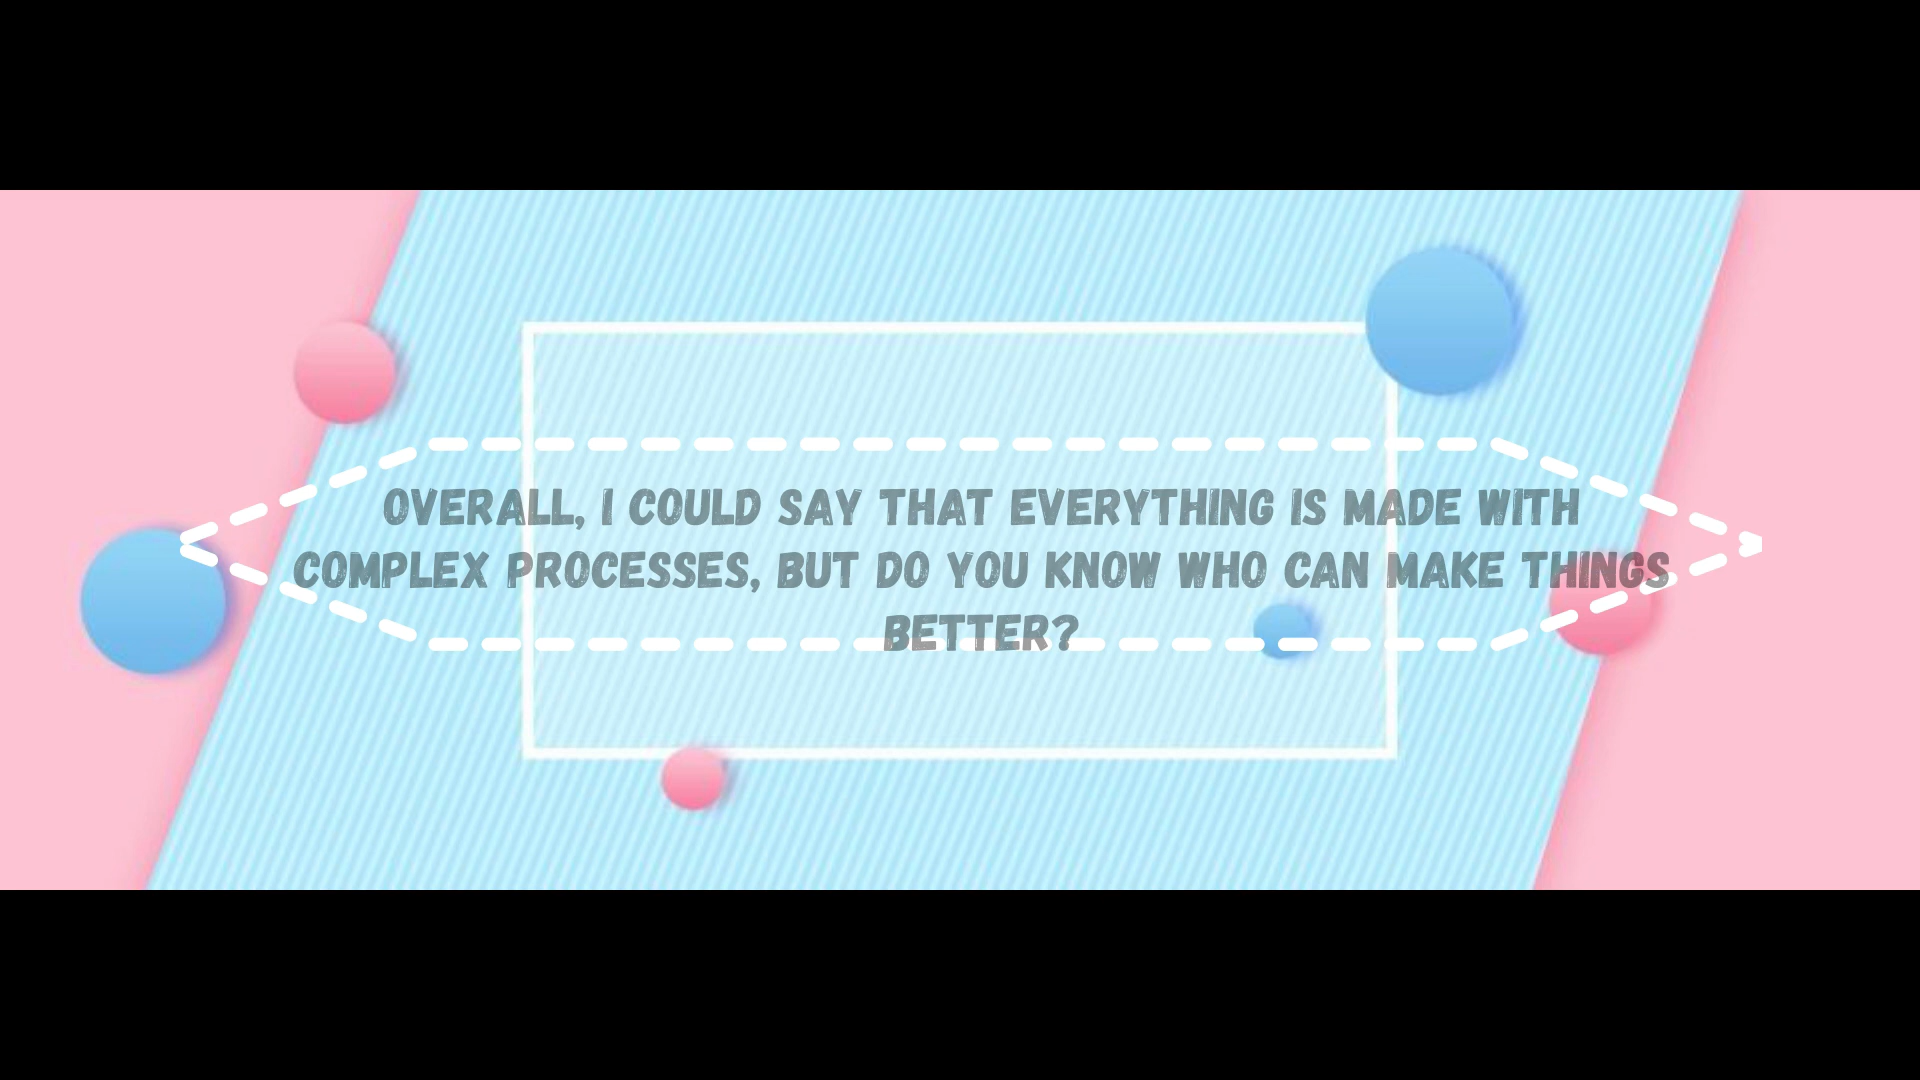 OVERALL, I COULD SAY THAT EVERYTHING IS MADE WITH
COMPLEX PROCESSES, BUT DO YOU KNOW WHO CAN MAKE THINGS
BETTER?